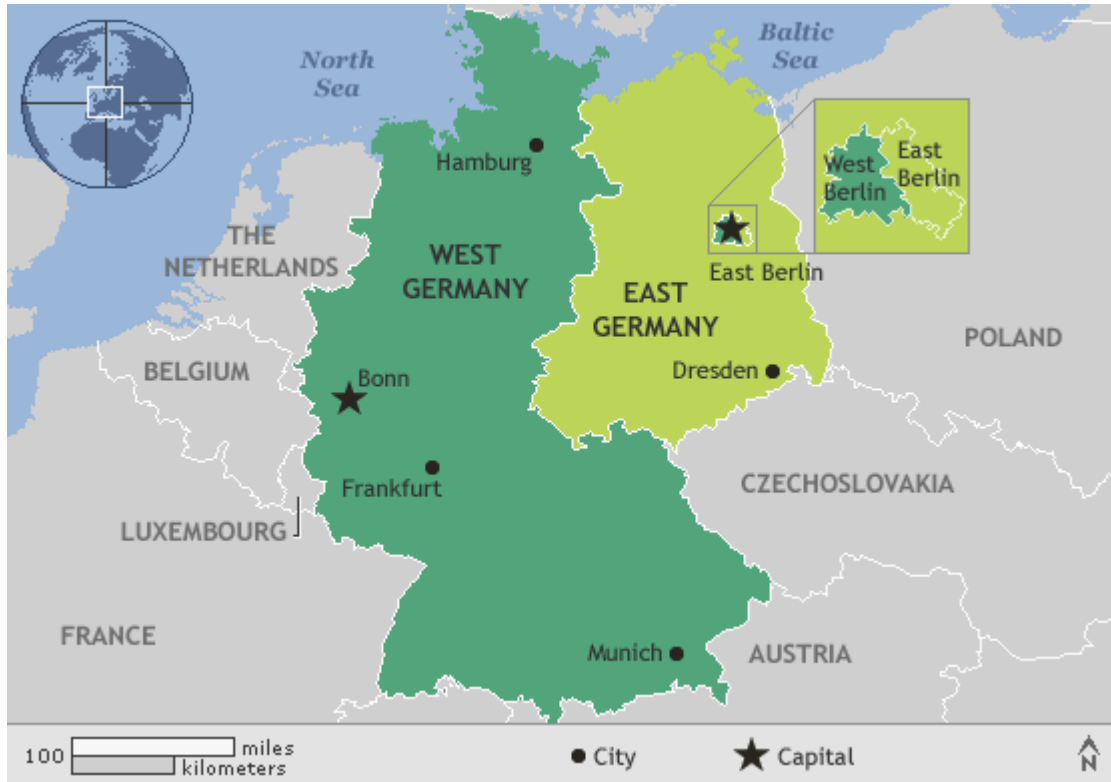 North
Sea
Baltic
Sea
Hamburg
West
Berlin
East
Berlin
THE
NETHERLANDS
WEST
GERMANY
East Berlin
EAST
GERMANY
POLAND
BELGIUM
Bonn
Dresden
Frankfurt
CZECHOSLOVAKIA
LUXEMBOURG
FRANCE
Munich
AUSTRIA
100 miles
kilometers
City
Capital
N